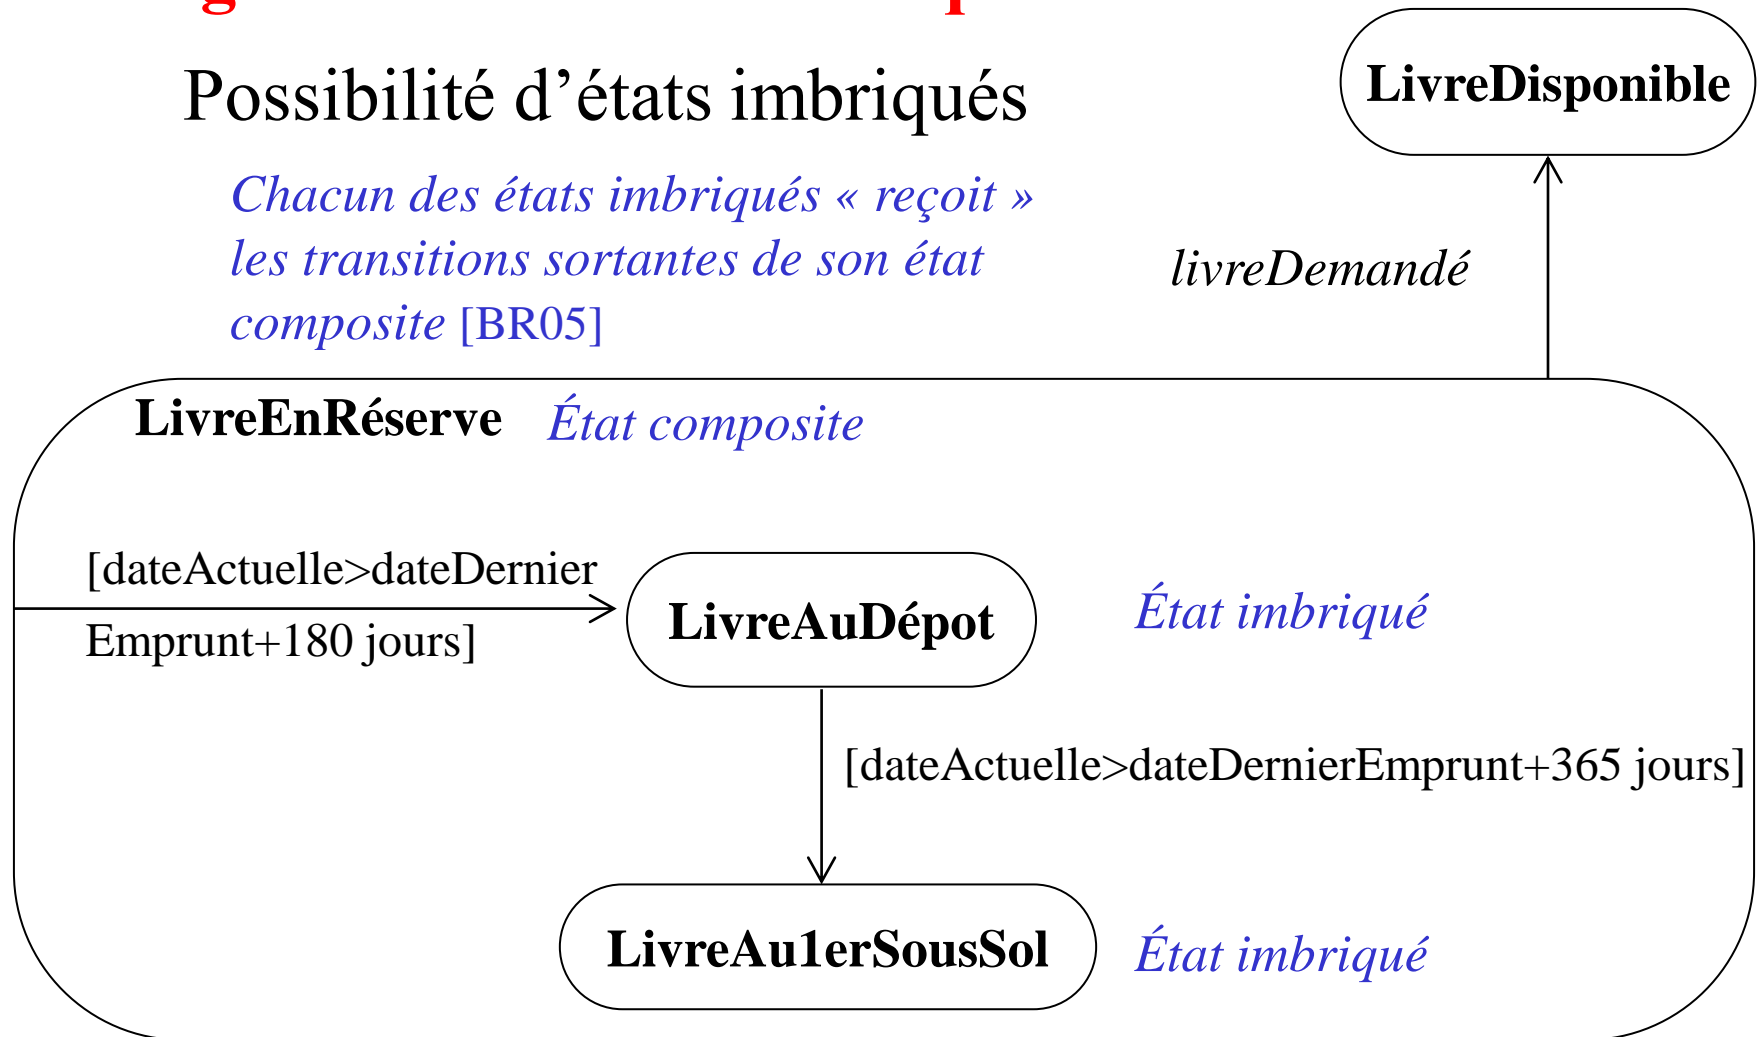 Possibilité d’états imbriqués
LivreDisponible
Chacun des états imbriqués « reçoit »
les transitions sortantes de son état
composite [BR05]
livreDemandé
LivreEnRéserve État composite
[dateActuelle>dateDernier
Emprunt+180 jours]
LivreAuDépot
État imbriqué
[dateActuelle>dateDernierEmprunt+365 jours]
LivreAu1erSousSol
État imbriqué